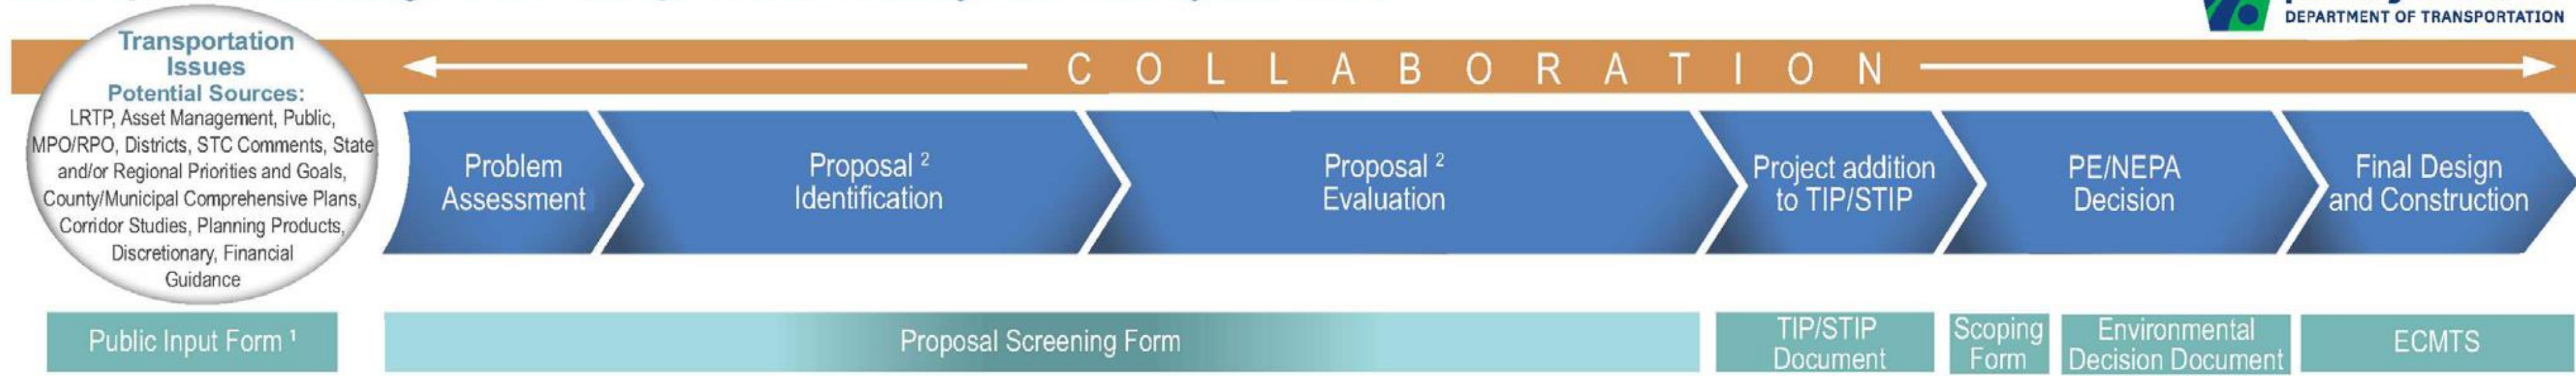 DEPARTMENT OF TRANSPORTATION
COLLABORATION
Transportation
Issues
Potential Sources:
LRTP, Asset Management, Public,
MPO/RPO, Districts, STC Comments, State
and/or Regional Priorities and Goals,
County/Municipal Comprehensive Plans,
Corridor Studies, Planning Products,
Discretionary, Financial
Guidance
Problem
Assessment
Proposal ²
Identification
Proposal ²
Evaluation
Project addition
to TIP/STIP
PE/NEPA
Decision
Final Design
and Construction
Public Input Form ¹
Proposal Screening Form
TIP/STIP
Document
Scoping
Form
Environmental
Decision Document
ECMTS